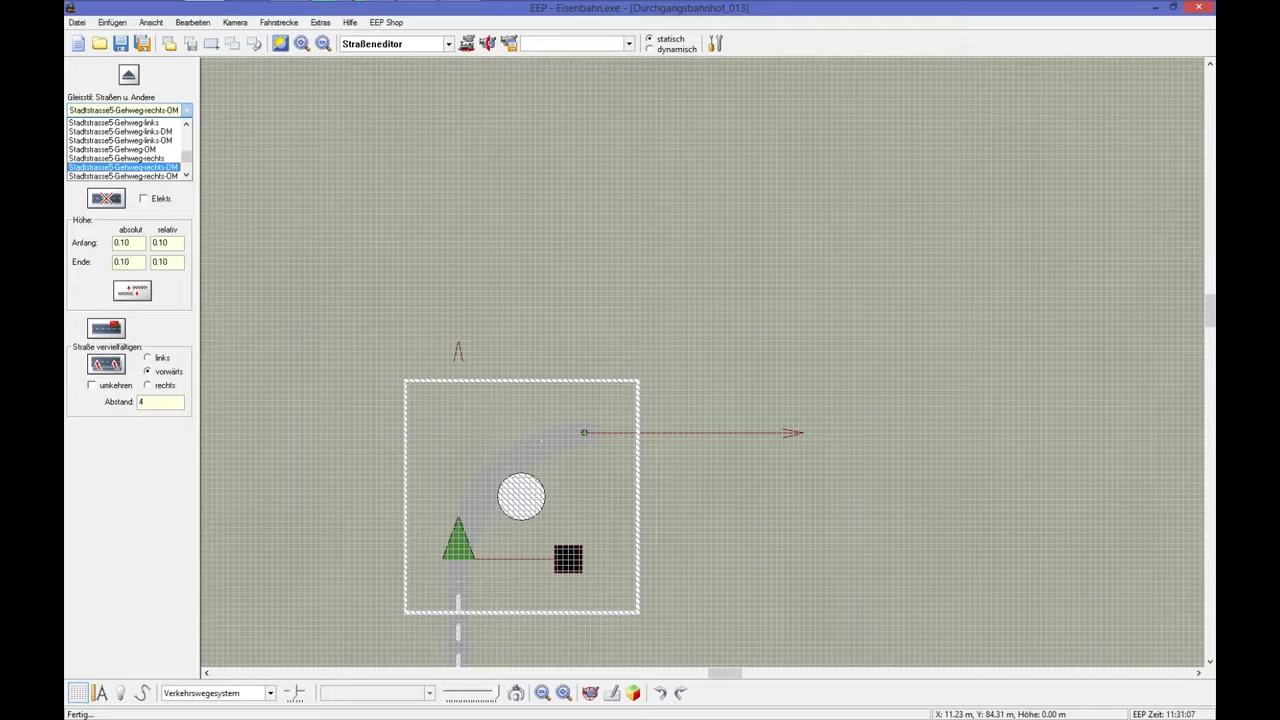 EEP - Eisenbahn.exe - [Durchgangsbahnhof_013]
Datei Einfügen Ansicht Bearbeiten Kamera Fahrstrecke Extras Hilfe EEP Shop
Straßeneditor
statisch
dynamisch
Gleisstil: Straßen u. Andere
Stadtstrasse5-Gehweg-rechts-OM
Stadtstrasse5-Gehweg-links
Stadtstrasse5-Gehweg-links-DM
Stadtstrasse5-Gehweg-links-OM
Stadtstrasse5-Gehweg-OM
Stadtstrasse5-Gehweg-rechts
Stadtstrasse5-Gehweg-rechts-DM
Stadtstrasse5-Gehweg-rechts-OM
Elektr.
Höhe:
absolut relativ
Anfang: 0.10 0.10
Ende: 0.10 0.10
Straße vervielfältigen:
links
vorwärts
umkehren rechts
Abstand: 4
Verkehrswegesystem
Fertig...
X: 11.23 m, Y: 84.31 m, Höhe: 0.00 m
EEP Zeit: 11:31:07